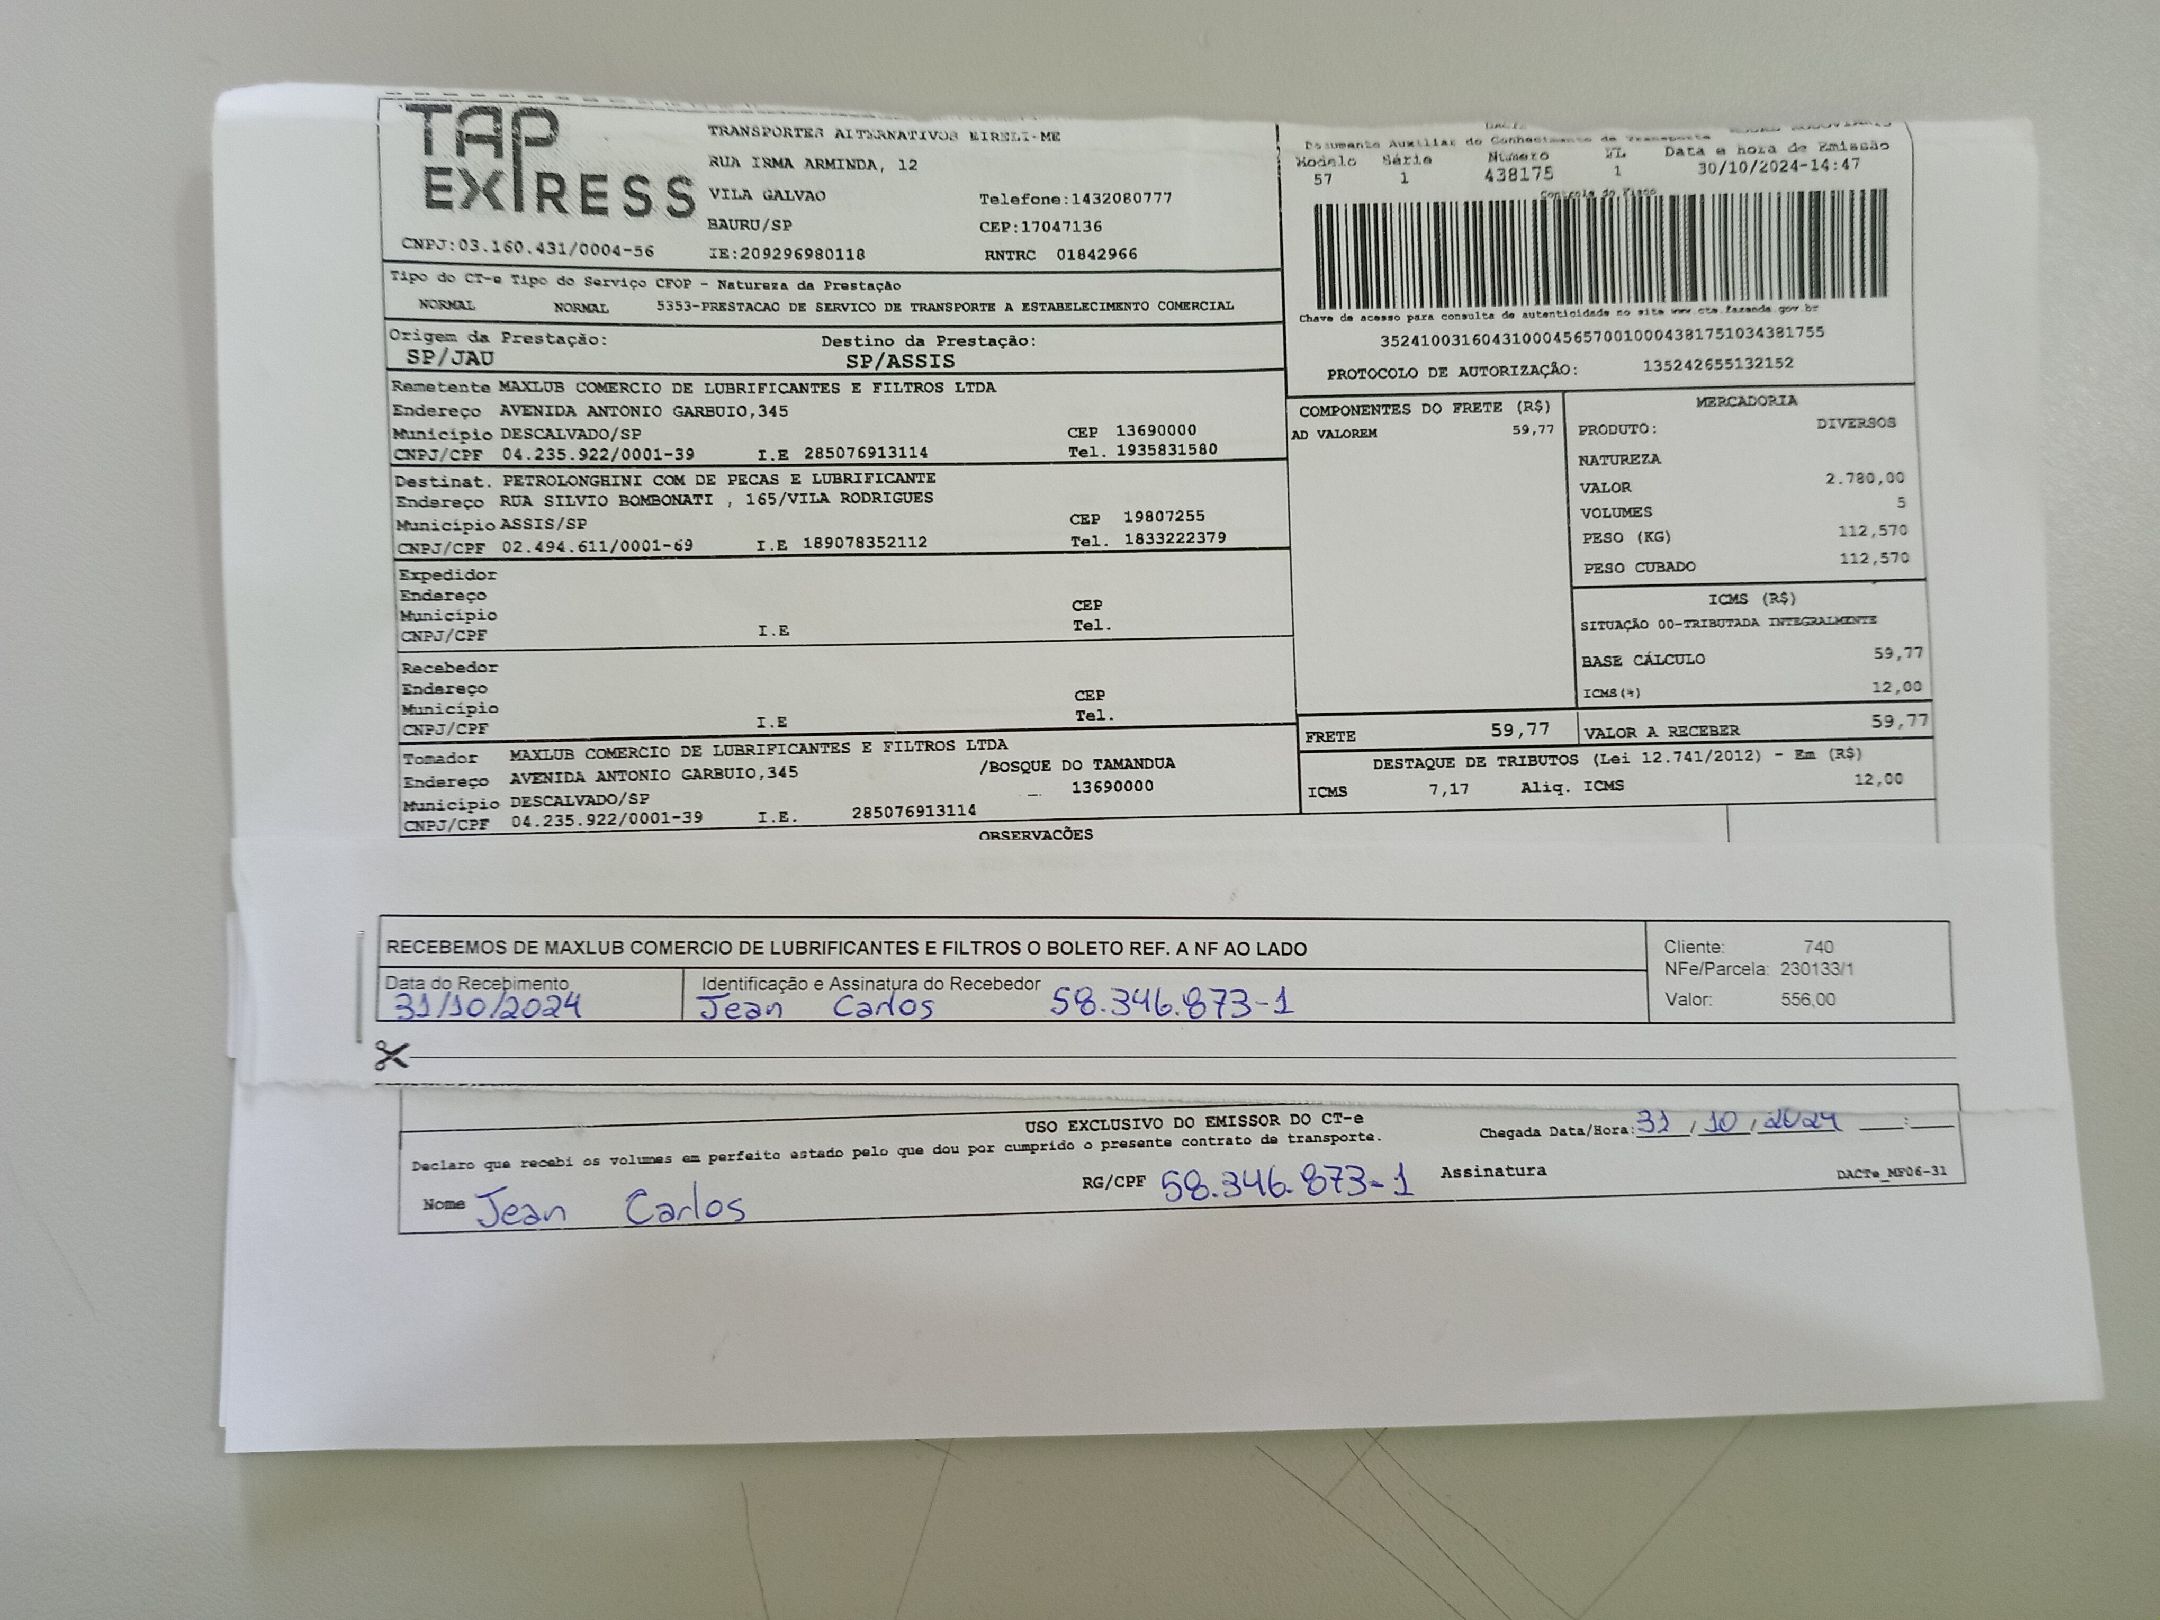 TAP EXPRESS
CNPJ:03.160.431/0004-56
TRANSPORTES ALTERNATIVOS EIRELI-ME
RUA IRMA ARMINDA, 12
VILA GALVAO Telefone:1432080777
BAURU/SP CEP:17047136
IE:209296980118 RNTRC 01842966
Documento Auxiliar do Conhecimento de Transporte
Modelo Série Número FL Data e hora de Emissão
57 1 438175 1 30/10/2024-14:47
Controle do Fisco
Chave de acesso para consulta de autenticidade no site www.cte.fazenda.gov.br
35241003160431000456570010004381751034381755
PROTOCOLO DE AUTORIZAÇÃO: 135242655132152
Tipo do CT-e Tipo do Serviço CFOP - Natureza da Prestação
NORMAL NORMAL 5353-PRESTACAO DE SERVICO DE TRANSPORTE A ESTABELECIMENTO COMERCIAL
Origem da Prestação: Destino da Prestação:
SP/JAU SP/ASSIS
Remetente MAXLUB COMERCIO DE LUBRIFICANTES E FILTROS LTDA
Endereço AVENIDA ANTONIO GARBUIO,345
Município DESCALVADO/SP CEP 13690000
CNPJ/CPF 04.235.922/0001-39 I.E 285076913114 Tel. 1935831580
Destinat. PETROLONGHINI COM DE PECAS E LUBRIFICANTE
Endereço RUA SILVIO BOMBONATI , 165/VILA RODRIGUES
Município ASSIS/SP CEP 19807255
CNPJ/CPF 02.494.611/0001-69 I.E 189078352112 Tel. 1833222379
Expedidor
Endereço
Município CEP
CNPJ/CPF I.E Tel.
Recebedor
Endereço
Município CEP
CNPJ/CPF I.E Tel.
Tomador MAXLUB COMERCIO DE LUBRIFICANTES E FILTROS LTDA
Endereço AVENIDA ANTONIO GARBUIO,345 /BOSQUE DO TAMANDUA
Município DESCALVADO/SP 13690000
CNPJ/CPF 04.235.922/0001-39 I.E. 285076913114
COMPONENTES DO FRETE (R$)
AD VALOREM 59,77
MERCADORIA
PRODUTO: DIVERSOS
NATUREZA
VALOR 2.780,00
VOLUMES 5
PESO (KG) 112,570
PESO CUBADO 112,570
ICMS (R$)
SITUAÇÃO 00-TRIBUTADA INTEGRALMENTE
BASE CÁLCULO 59,77
ICMS(%) 12,00
FRETE 59,77 VALOR A RECEBER 59,77
DESTAQUE DE TRIBUTOS (Lei 12.741/2012) - Em (R$)
ICMS 7,17 Aliq. ICMS 12,00
OBSERVAÇÕES
RECEBEMOS DE MAXLUB COMERCIO DE LUBRIFICANTES E FILTROS O BOLETO REF. A NF AO LADO
Data do Recebimento Identificação e Assinatura do Recebedor
31/10/2024 Jean Carlos 58.346.873-1
Cliente: 740
NFe/Parcela: 230133/1
Valor: 556,00
USO EXCLUSIVO DO EMISSOR DO CT-e
Declaro que recebi os volumes em perfeito estado pelo que dou por cumprido o presente contrato de transporte.
Chegada Data/Hora: 31/10/2024 __:__
Nome Jean Carlos RG/CPF 58.346.873-1 Assinatura DACTe_MF06-31